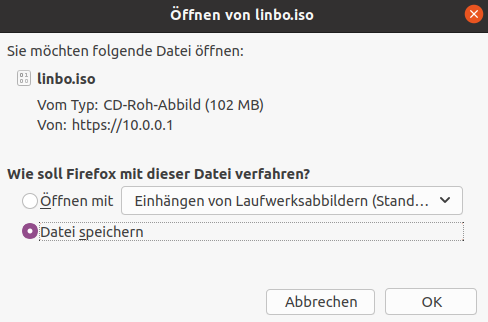 Öffnen von linbo.iso
Sie möchten folgende Datei öffnen:
linbo.iso
Vom Typ: CD-Roh-Abbild (102 MB)
Von: https://10.0.0.1
Wie soll Firefox mit dieser Datei verfahren?
Öffnen mit Einhängen von Laufwerksabbildern (Stand…
Datei speichern
Abbrechen OK